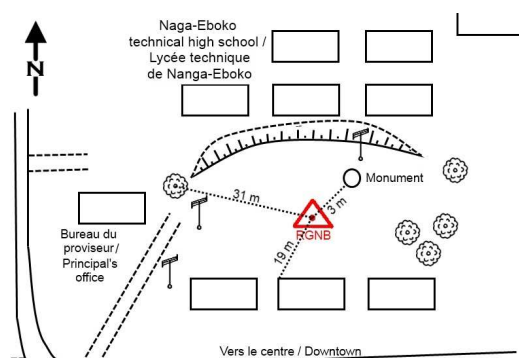 Naga-Eboko
technical high school /
Lycée technique
de Nanga-Eboko
N
Monument
31 m
3 m
RGNB
19 m
Bureau du
proviseur /
Principal's
office
Vers le centre / Downtown